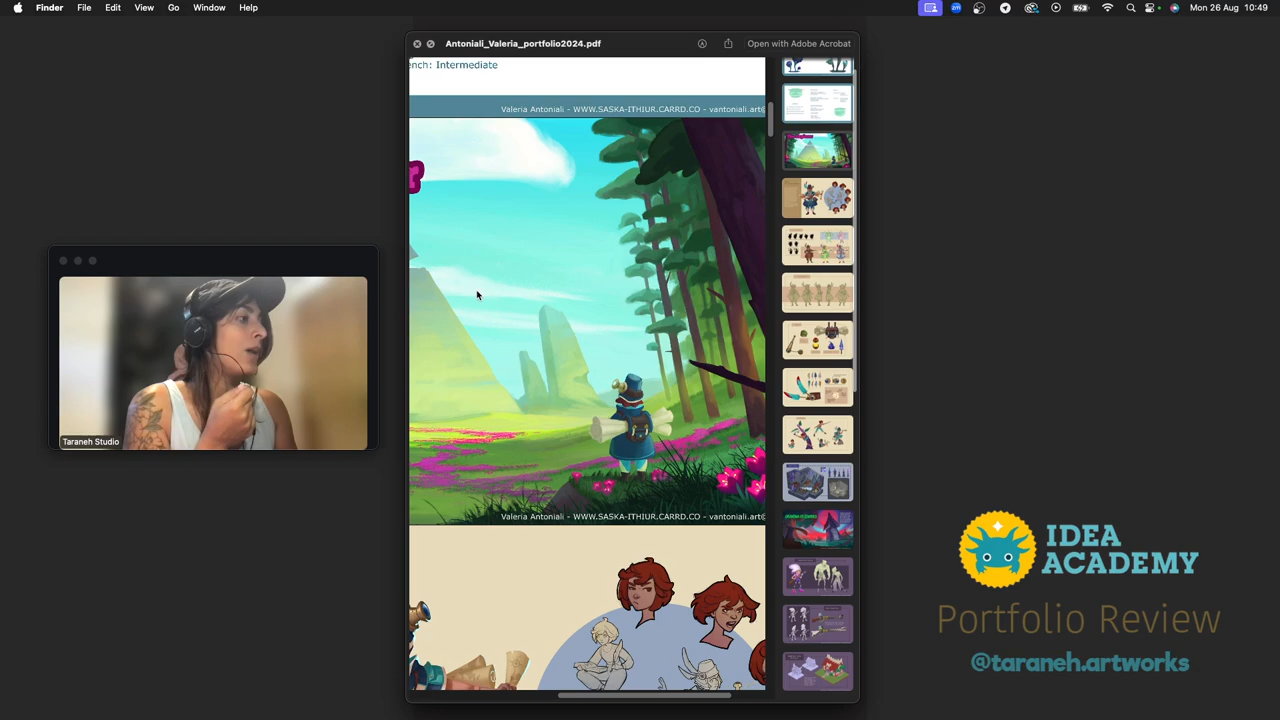 Finder File Edit View Go Window Help
Mon 26 Aug 10:49
Antoniali_Valeria_portfolio2024.pdf
Open with Adobe Acrobat
ench: Intermediate
Valeria Antoniali - WWW.SASKA-ITHIUR.CARRD.CO - vantoniali.art@
Valeria Antoniali - WWW.SASKA-ITHIUR.CARRD.CO - vantoniali.art@
Taraneh Studio
IDEA
ACADEMY
Portfolio Review
@taraneh.artworks